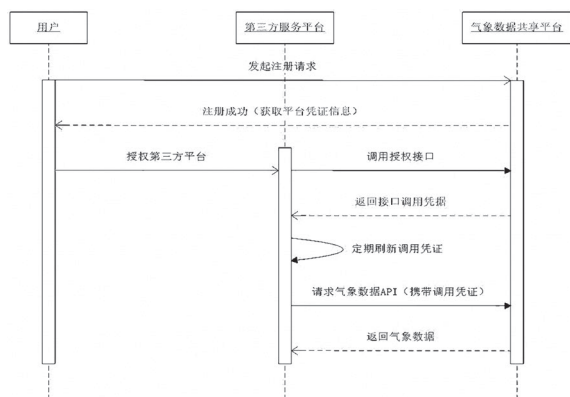 用户
第三方服务平台
气象数据共享平台
发起注册请求
注册成功（获取平台凭证信息）
授权第三方平台
调用授权接口
返回接口调用凭据
定期刷新调用凭证
请求气象数据API（携带调用凭证）
返回气象数据